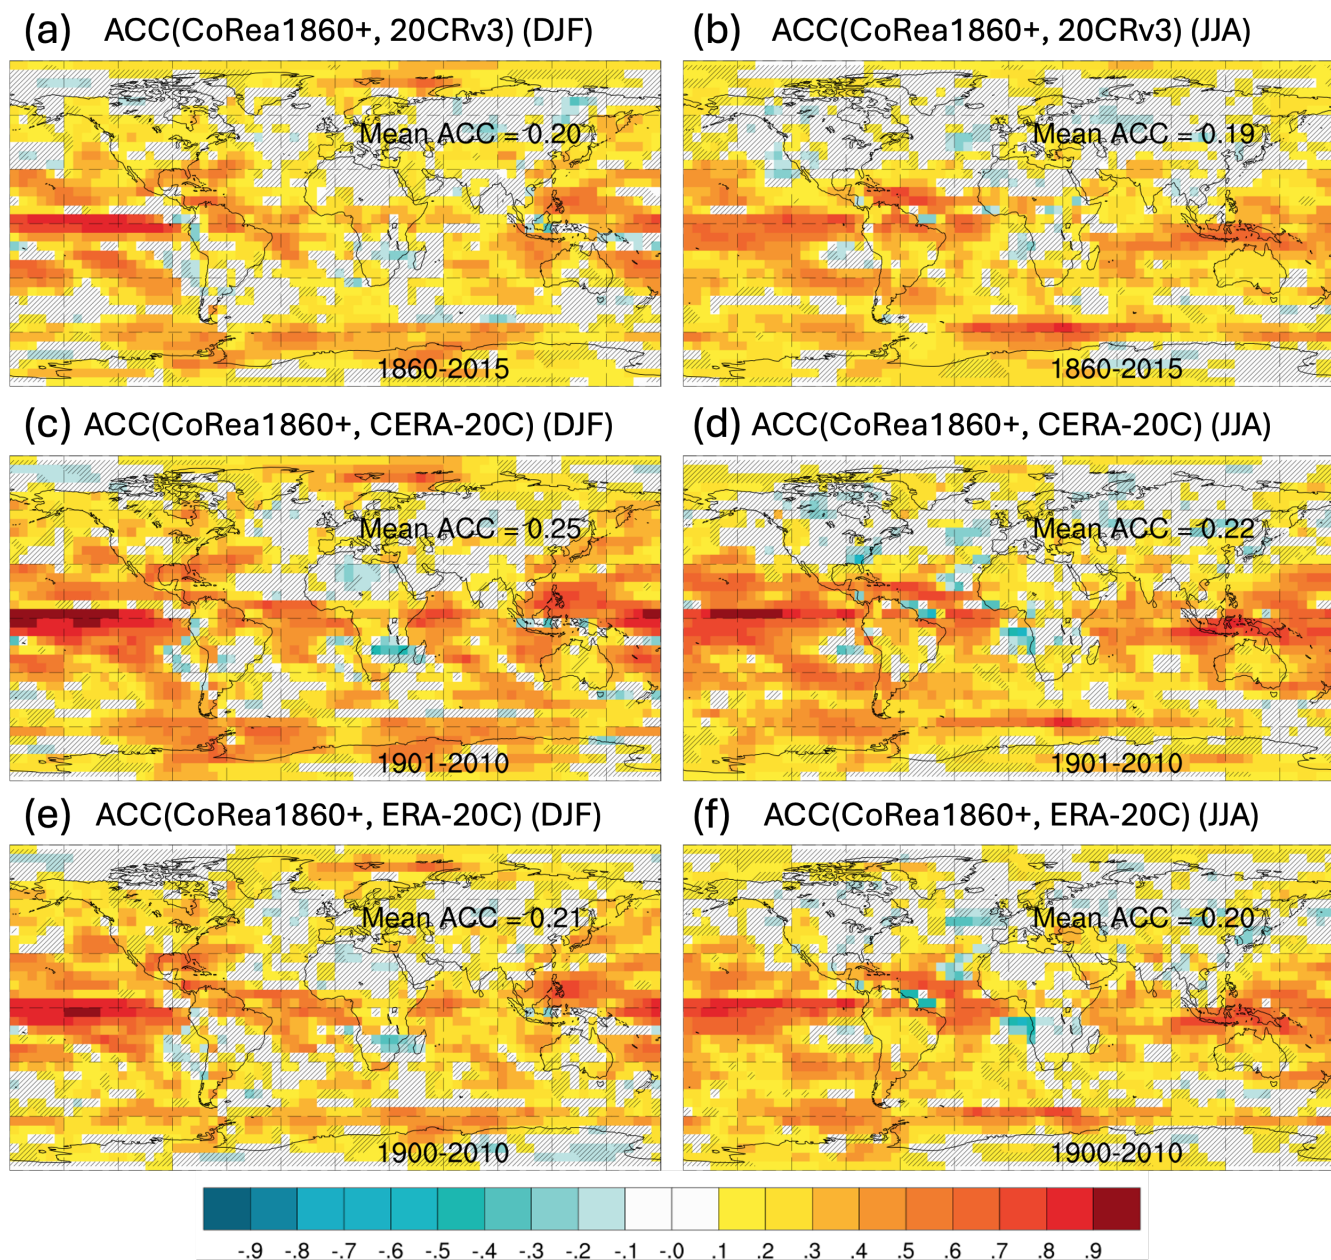 (a) ACC(CoRea1860+, 20CRv3) (DJF)
(b) ACC(CoRea1860+, 20CRv3) (JJA)
Mean ACC = 0.20
Mean ACC = 0.19
1860-2015
1860-2015
(c) ACC(CoRea1860+, CERA-20C) (DJF)
(d) ACC(CoRea1860+, CERA-20C) (JJA)
Mean ACC = 0.25
Mean ACC = 0.22
1901-2010
1901-2010
(e) ACC(CoRea1860+, ERA-20C) (DJF)
(f) ACC(CoRea1860+, ERA-20C) (JJA)
Mean ACC = 0.21
Mean ACC = 0.20
1900-2010
1900-2010
-.9 -.8 -.7 -.6 -.5 -.4 -.3 -.2 -.1 -.0 .1 .2 .3 .4 .5 .6 .7 .8 .9